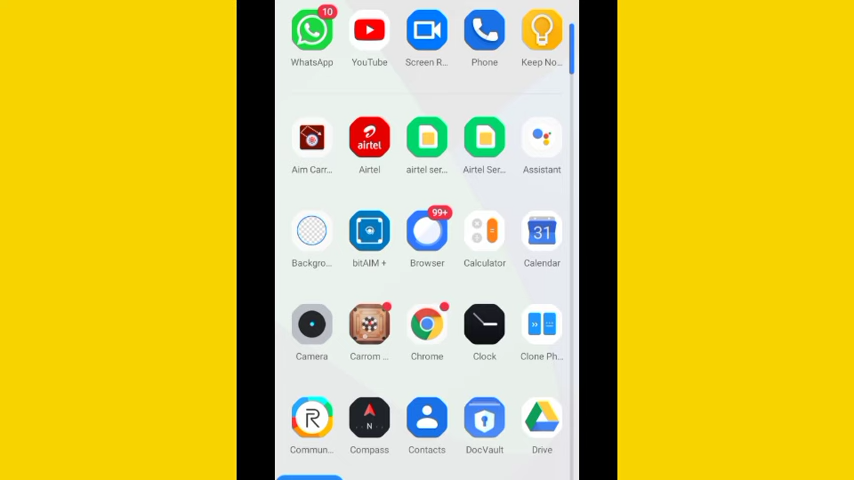 10
WhatsApp YouTube Screen R... Phone Keep No...
airtel
Aim Carr... Airtel airtel ser... Airtel Ser... Assistant
99+
31
Backgro... bitAIM + Browser Calculator Calendar
Camera Carrom ... Chrome Clock Clone Ph...
R
N
Commun... Compass Contacts DocVault Drive